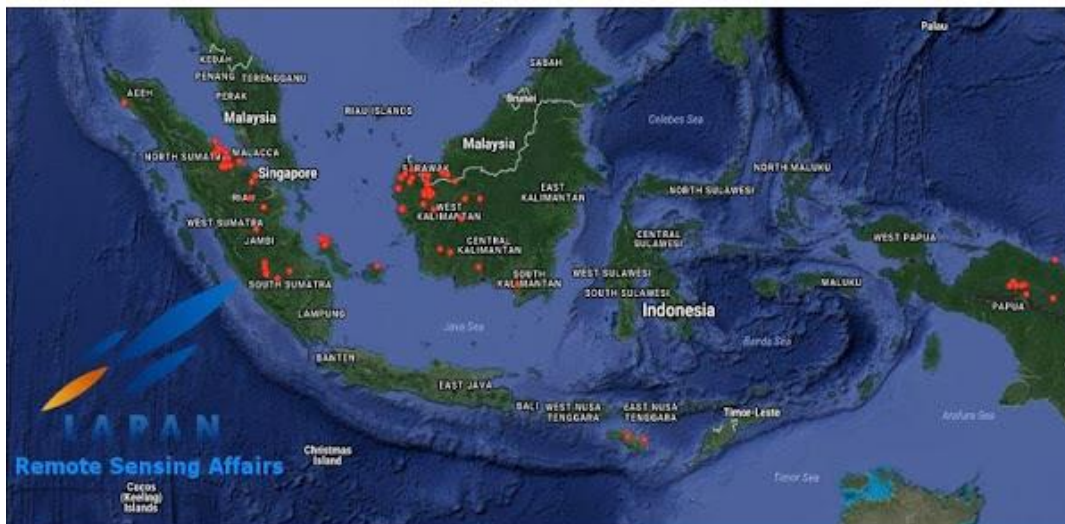 Palau
KEDAH
PENANG
TERENGGANU
PERAK
ACEH
SABAH
Brunei
RIAU ISLANDS
Malaysia
Malaysia
Celebes Sea
NORTH SUMATRA
MALACCA
SARAWAK
NORTH MALUKU
Singapore
EAST
KALIMANTAN
NORTH SULAWESI
RIAU
WEST SUMATRA
WEST
KALIMANTAN
JAMBI
CENTRAL
KALIMANTAN
CENTRAL
SULAWESI
WEST PAPUA
SOUTH SUMATRA
SOUTH
KALIMANTAN
WEST SULAWESI
SOUTH SULAWESI
MALUKU
PAPUA
LAMPUNG
Indonesia
Java Sea
Banda Sea
BANTEN
EAST JAVA
BALI
WEST NUSA
TENGGARA
EAST NUSA
TENGGARA
Timor-Leste
Arafura Sea
LAPAN
Remote Sensing Affairs
Christmas
Island
Timor Sea
Cocos
(Keeling)
Islands